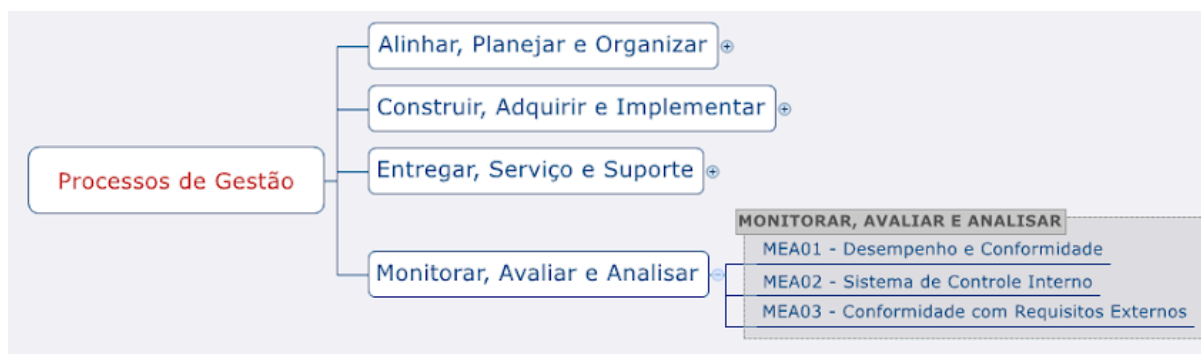 Processos de Gestão
Alinhar, Planejar e Organizar
Construir, Adquirir e Implementar
Entregar, Serviço e Suporte
Monitorar, Avaliar e Analisar
MONITORAR, AVALIAR E ANALISAR
MEA01 - Desempenho e Conformidade
MEA02 - Sistema de Controle Interno
MEA03 - Conformidade com Requisitos Externos